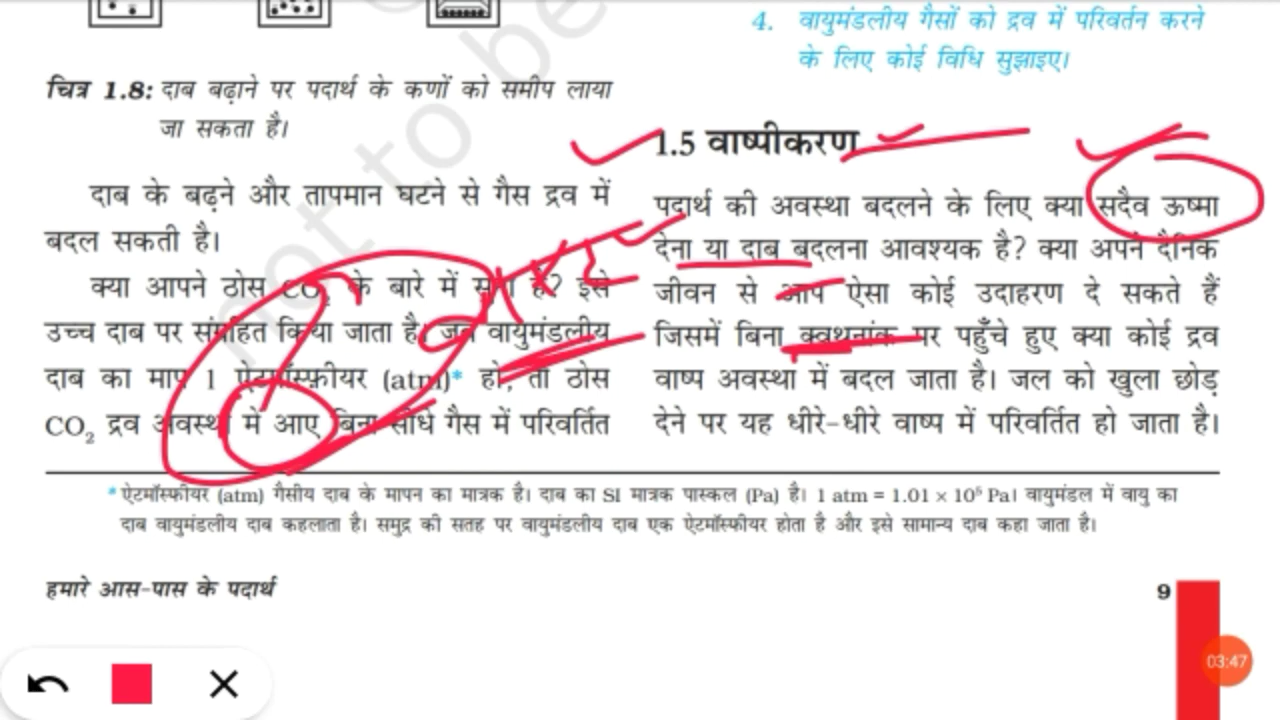 चित्र 1.8: दाब बढ़ाने पर पदार्थ के कणों को समीप लाया
जा सकता है।
दाब के बढ़ने और तापमान घटने से गैस द्रव में
बदल सकती है।
क्या आपने ठोस CO₂ के बारे में सुना है? इसे
उच्च दाब पर संग्रहित किया जाता है। जब वायुमंडलीय
दाब का माप 1 ऐटमॉस्फ़ीयर (atm)* हो, तो ठोस
CO₂ द्रव अवस्था में आए बिना सीधे गैस में परिवर्तित
4. वायुमंडलीय गैसों को द्रव में परिवर्तन करने
के लिए कोई विधि सुझाइए।
1.5 वाष्पीकरण
पदार्थ की अवस्था बदलने के लिए क्या सदैव ऊष्मा
देना या दाब बदलना आवश्यक है? क्या अपने दैनिक
जीवन से आप ऐसा कोई उदाहरण दे सकते हैं
जिसमें बिना क्वथनांक पर पहुँचे हुए क्या कोई द्रव
वाष्प अवस्था में बदल जाता है। जल को खुला छोड़
देने पर यह धीरे-धीरे वाष्प में परिवर्तित हो जाता है।
* ऐटमॉस्फीयर (atm) गैसीय दाब के मापन का मात्रक है। दाब का SI मात्रक पास्कल (Pa) है। 1 atm = 1.01 × 10⁵ Pa। वायुमंडल में वायु का
दाब वायुमंडलीय दाब कहलाता है। समुद्र की सतह पर वायुमंडलीय दाब एक ऐटमॉस्फीयर होता है और इसे सामान्य दाब कहा जाता है।
हमारे आस-पास के पदार्थ
9
not to be
03:47